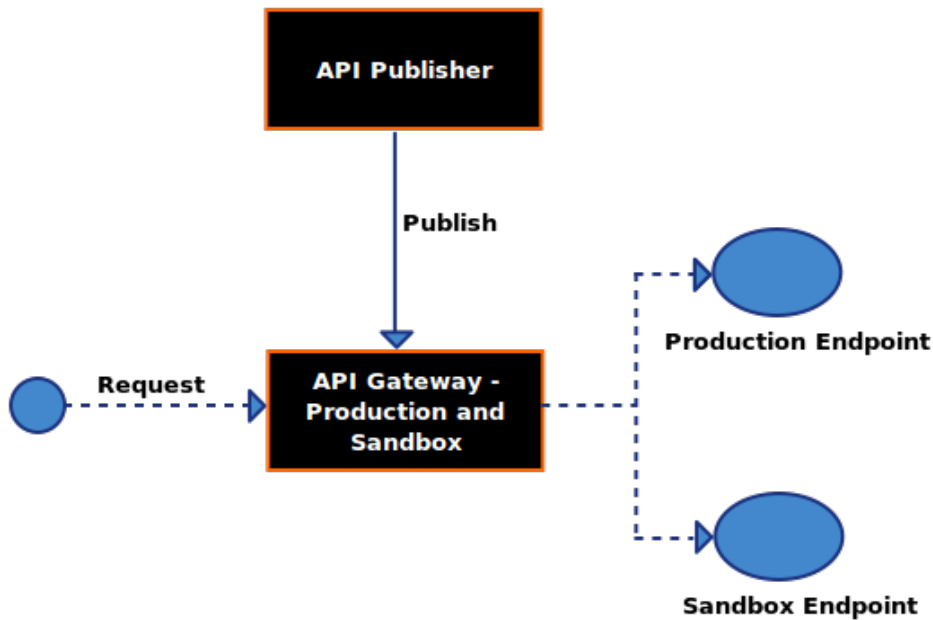 API Publisher
Publish
Production Endpoint
Request
API Gateway -
Production and
Sandbox
Sandbox Endpoint